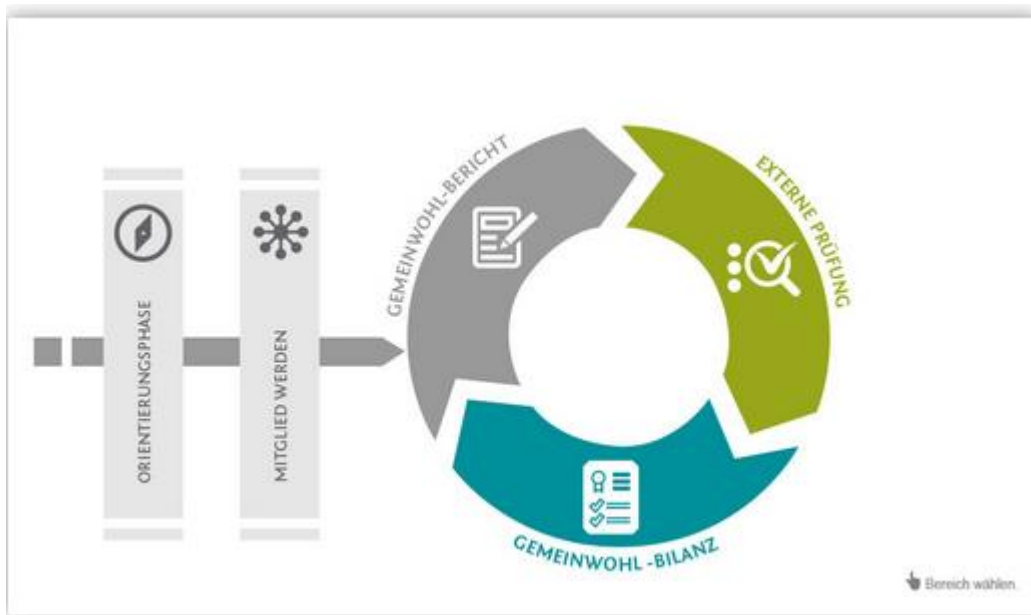 ORIENTIERUNGSPHASE
MITGLIED WERDEN
GEMEINWOHL-BERICHT
EXTERNE PRÜFUNG
GEMEINWOHL -BILANZ
Bereich wählen.